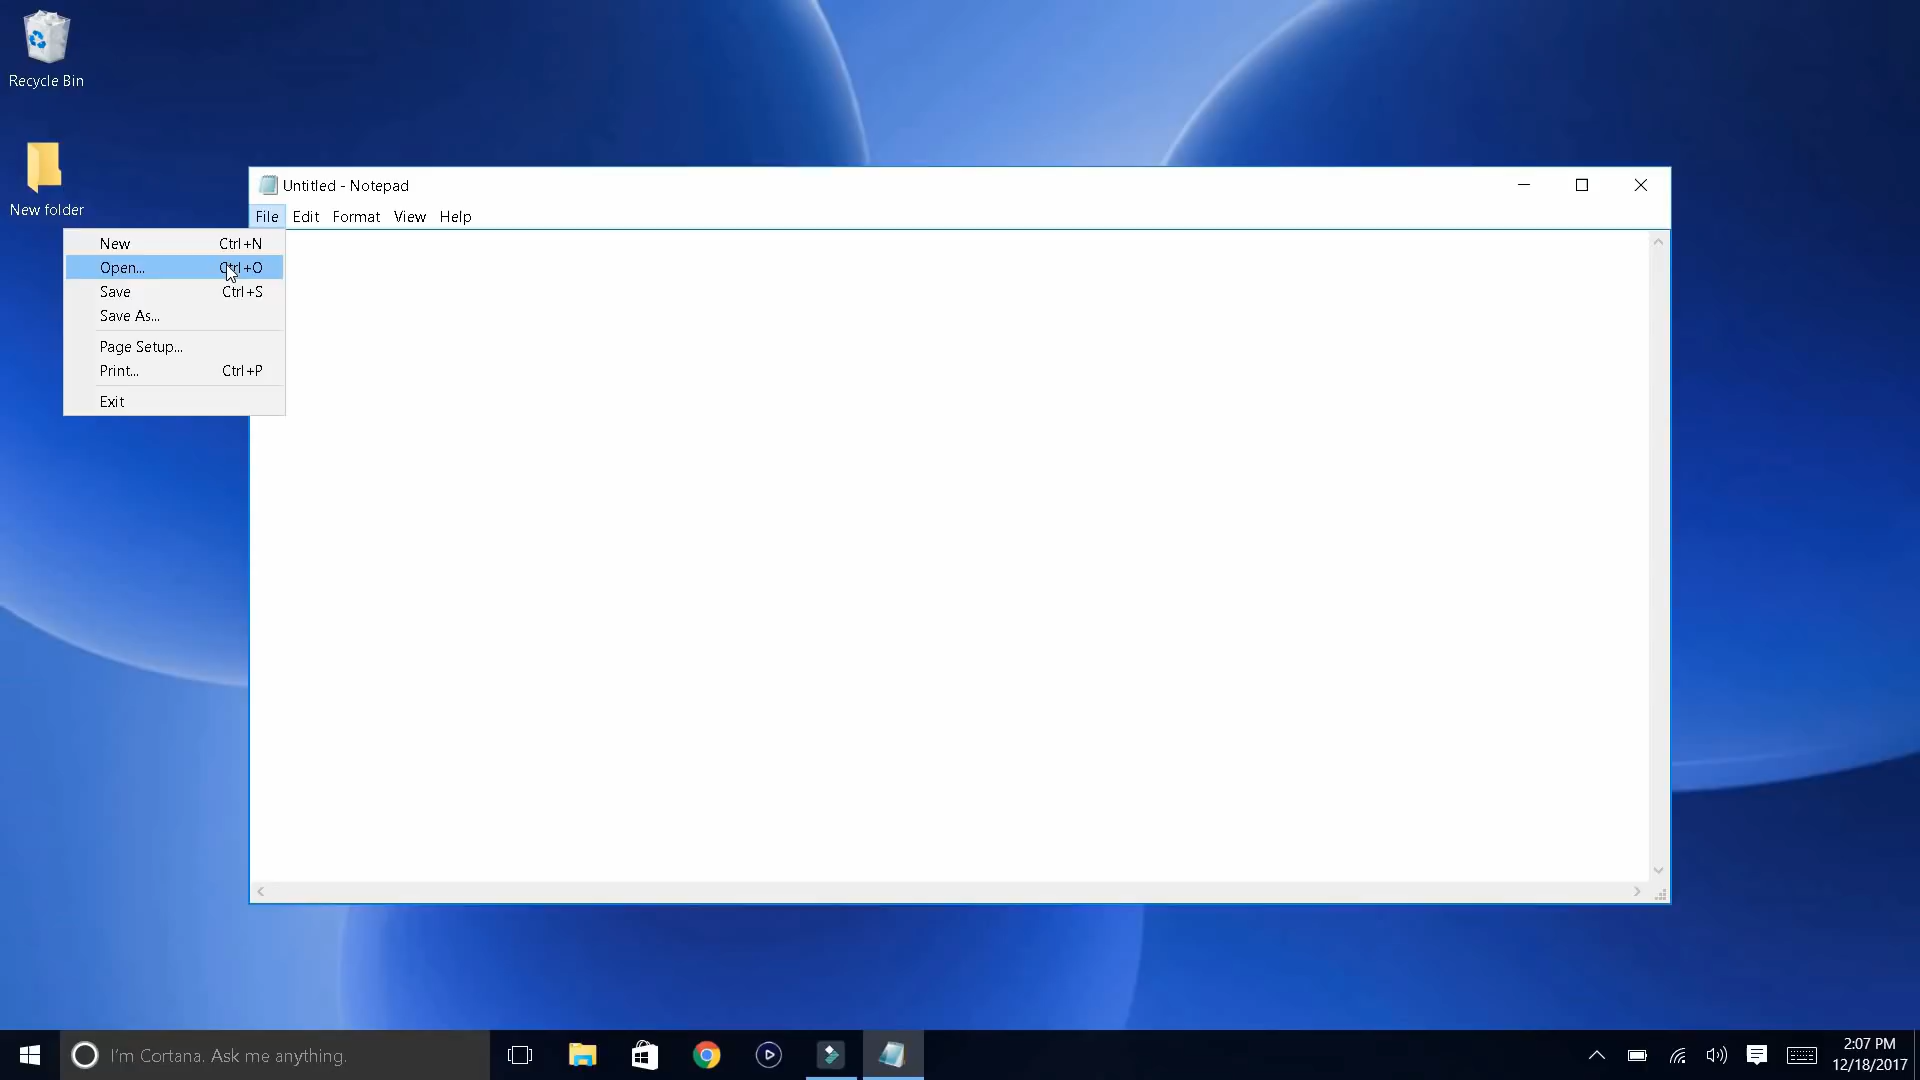 Recycle Bin
New folder
Untitled - Notepad
File Edit Format View Help
New Ctrl+N
Open... Ctrl+O
Save Ctrl+S
Save As...
Page Setup...
Print... Ctrl+P
Exit
I'm Cortana. Ask me anything.
2:07 PM
12/18/2017